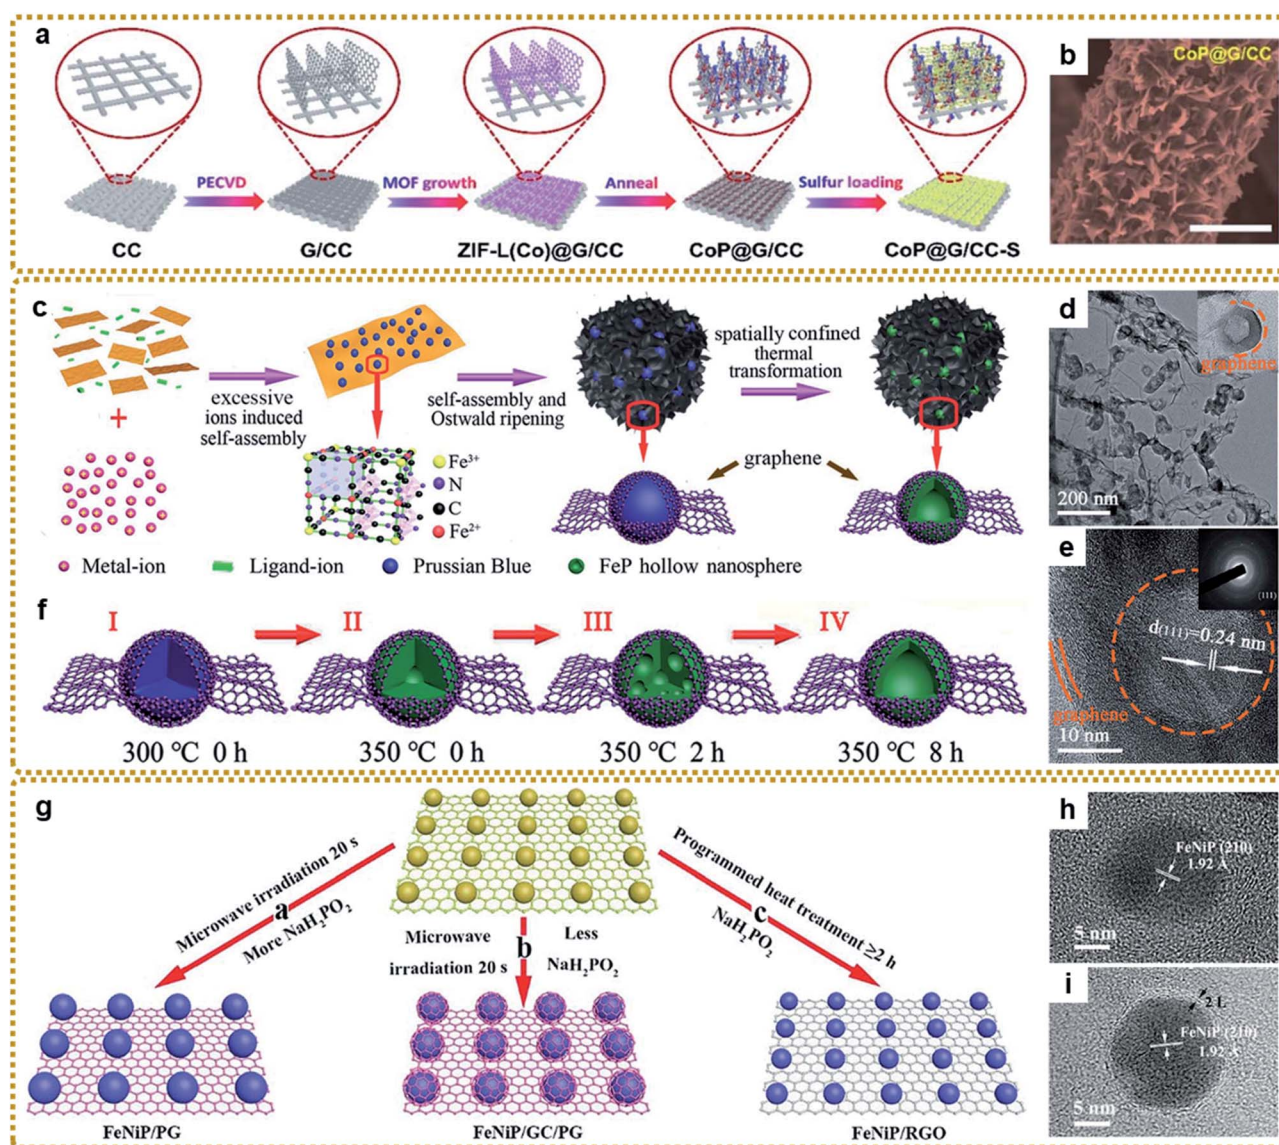 a
PECVD
MOF growth
Anneal
Sulfur loading
CC
G/CC
ZIF-L(Co)@G/CC
CoP@G/CC
CoP@G/CC-S
b
CoP@G/CC
c
+
excessive
ions induced
self-assembly
self-assembly and
Ostwald ripening
spatially confined
thermal
transformation
graphene
Fe³⁺
N
C
Fe²⁺
Metal-ion
Ligand-ion
Prussian Blue
FeP hollow nanosphere
d
graphene
200 nm
e
(111)
d(111)=0.24 nm
graphene
10 nm
f
I
II
III
IV
300 °C 0 h
350 °C 0 h
350 °C 2 h
350 °C 8 h
g
Microwave irradiation 20 s
a
More NaH₂PO₂
Microwave
irradiation 20 s
b
Less
NaH₂PO₂
Programmed heat treatment ≥2 h
c
NaH₂PO₂
FeNiP/PG
FeNiP/GC/PG
FeNiP/RGO
h
FeNiP (210)
1.92 Å
5 nm
i
2 L
FeNiP (210)
1.92 Å
5 nm